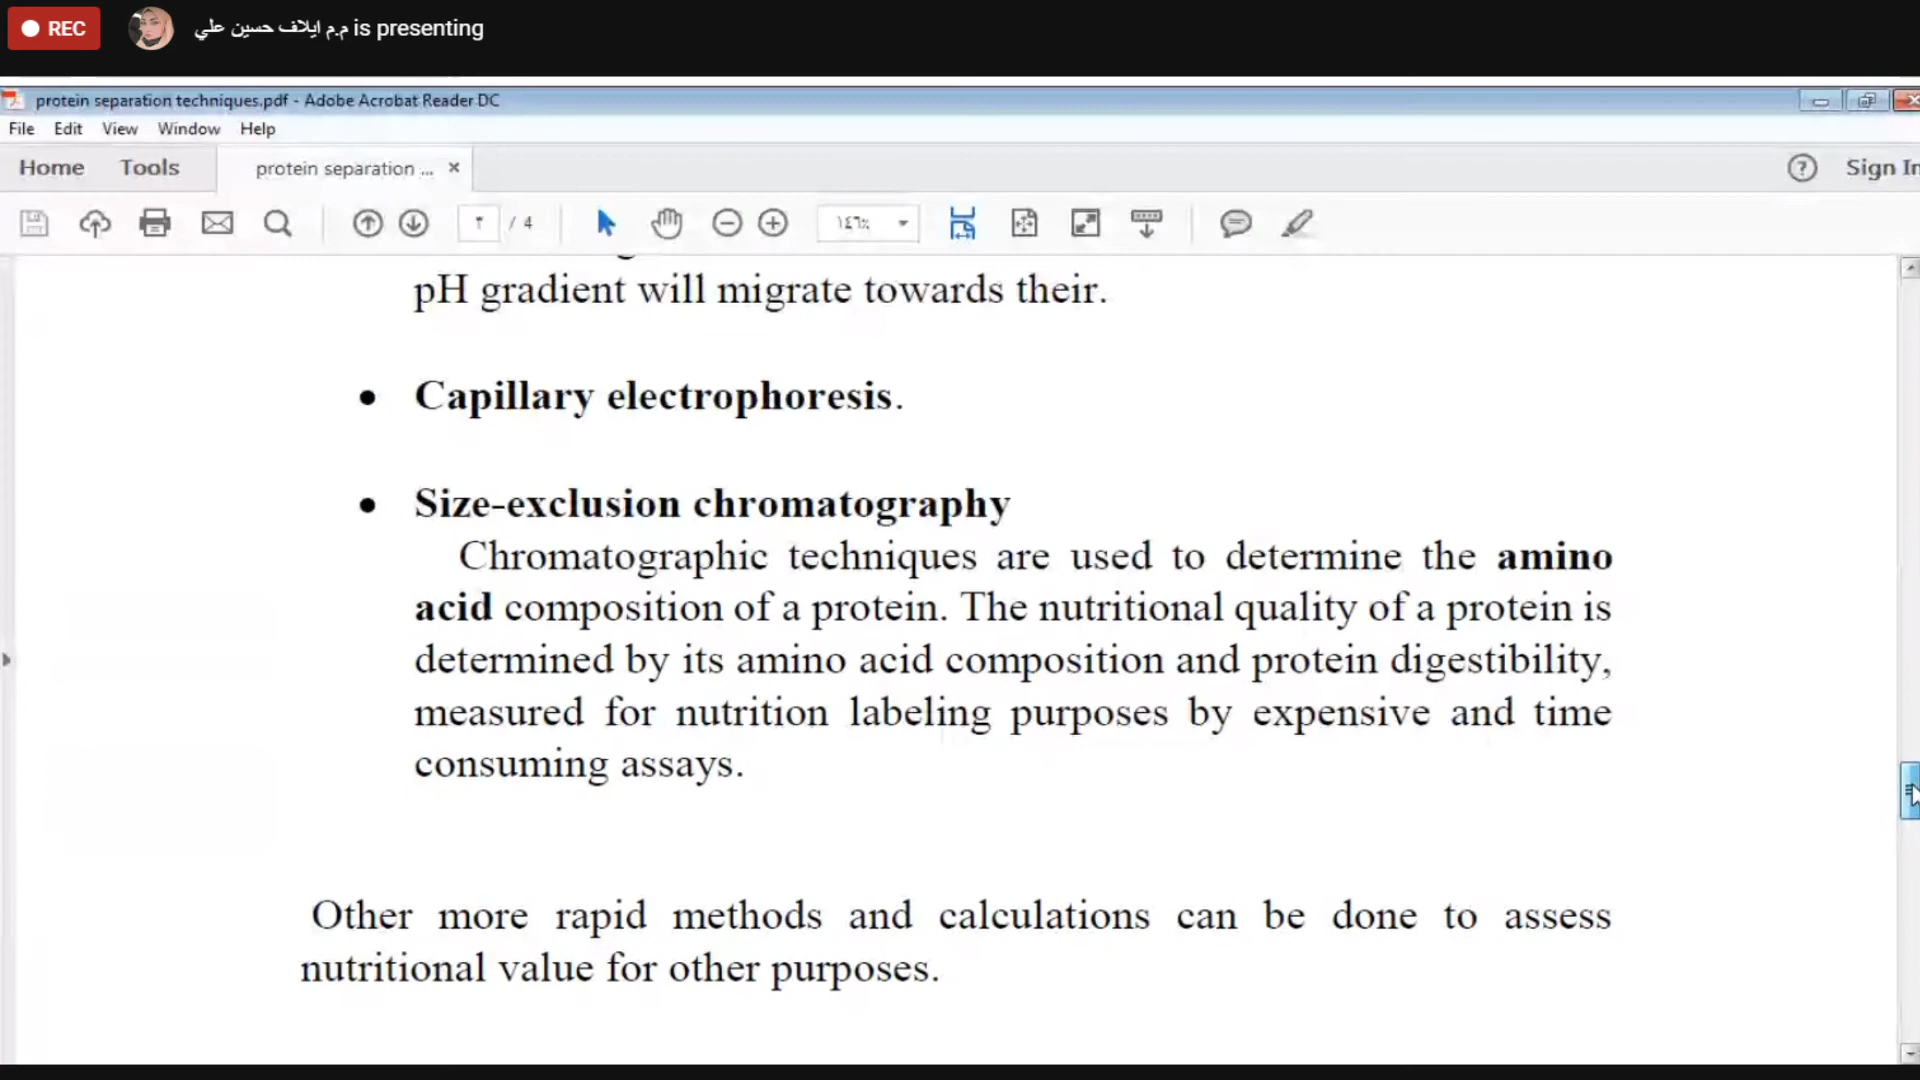 REC
م.م ايلاف حسين علي is presenting
protein separation techniques.pdf - Adobe Acrobat Reader DC
File Edit View Window Help
Home Tools protein separation ... ×
Sign In
/ 4
١٤٦%
pH gradient will migrate towards their.
• Capillary electrophoresis.
• Size-exclusion chromatography
Chromatographic techniques are used to determine the amino
acid composition of a protein. The nutritional quality of a protein is
determined by its amino acid composition and protein digestibility,
measured for nutrition labeling purposes by expensive and time
consuming assays.
Other more rapid methods and calculations can be done to assess
nutritional value for other purposes.